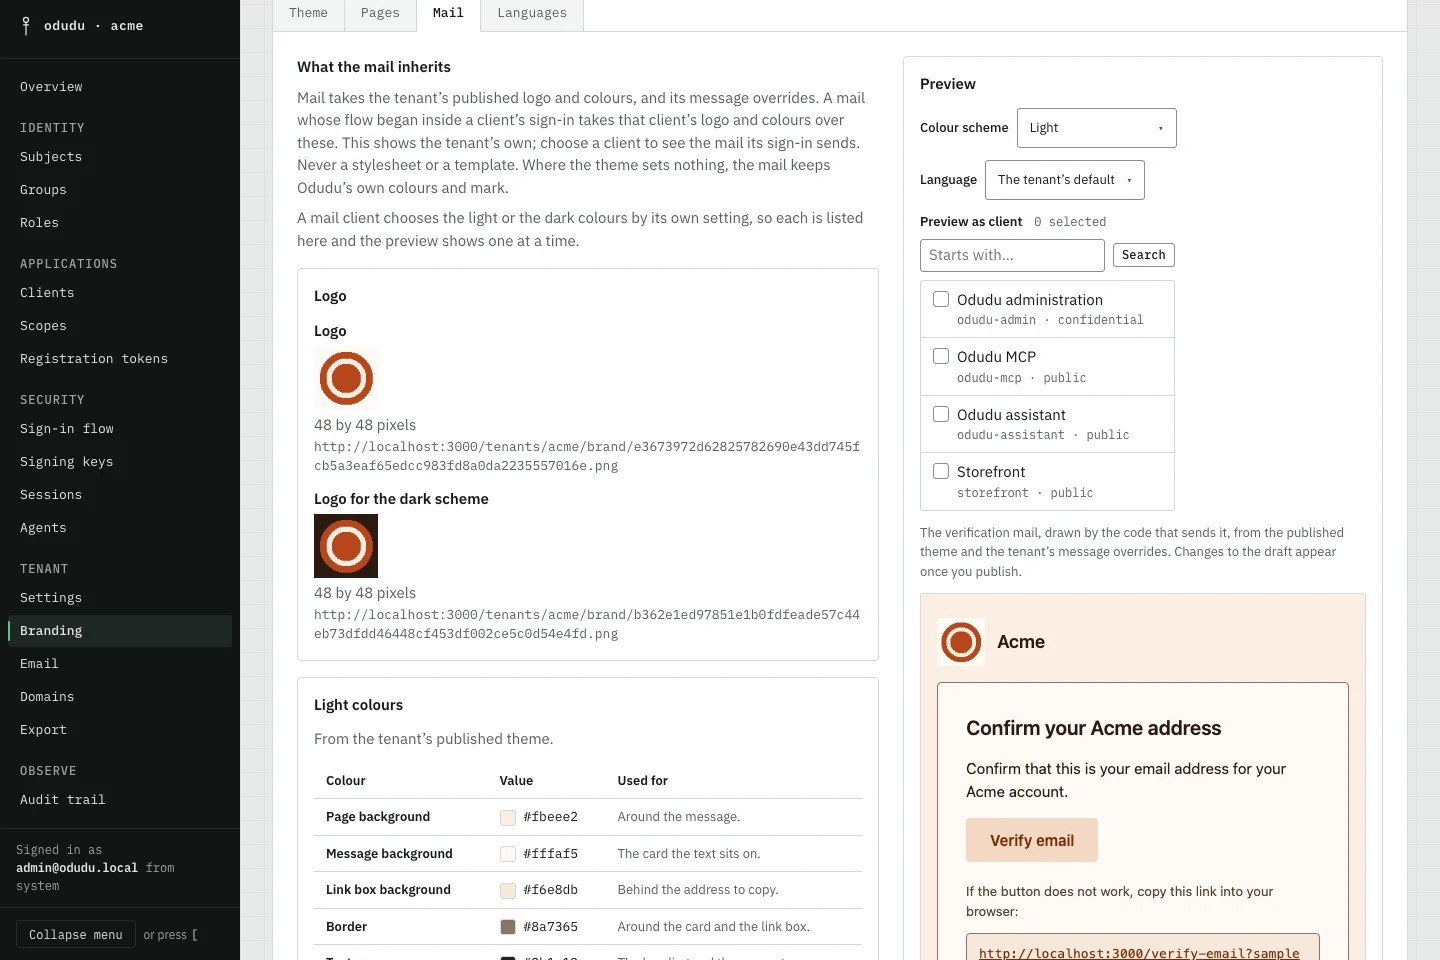 odudu · acme
Overview
IDENTITY
Subjects
Groups
Roles
APPLICATIONS
Clients
Scopes
Registration tokens
SECURITY
Sign-in flow
Signing keys
Sessions
Agents
TENANT
Settings
Branding
Email
Domains
Export
OBSERVE
Audit trail
Signed in as
admin@odudu.local from
system
Collapse menu or press [
Theme Pages Mail Languages
What the mail inherits
Mail takes the tenant’s published logo and colours, and its message overrides. A mail
whose flow began inside a client’s sign-in takes that client’s logo and colours over
these. This shows the tenant’s own; choose a client to see the mail its sign-in sends.
Never a stylesheet or a template. Where the theme sets nothing, the mail keeps
Odudu’s own colours and mark.
A mail client chooses the light or the dark colours by its own setting, so each is listed
here and the preview shows one at a time.
Logo
Logo
48 by 48 pixels
http://localhost:3000/tenants/acme/brand/e3673972d62825782690e43dd745f
cb5a3eaf65edcc983fd8a0da2235557016e.png
Logo for the dark scheme
48 by 48 pixels
http://localhost:3000/tenants/acme/brand/b362e1ed97851e1b0fdfeade57c44
eb73dfdd46448cf453df002ce5c0d54e4fd.png
Light colours
From the tenant’s published theme.
Colour Value Used for
Page background #fbeee2 Around the message.
Message background #fffaf5 The card the text sits on.
Link box background #f6e8db Behind the address to copy.
Border #8a7365 Around the card and the link box.
Preview
Colour scheme Light
Language The tenant’s default
Preview as client 0 selected
Starts with… Search
Odudu administration
odudu-admin · confidential
Odudu MCP
odudu-mcp · public
Odudu assistant
odudu-assistant · public
Storefront
storefront · public
The verification mail, drawn by the code that sends it, from the published
theme and the tenant’s message overrides. Changes to the draft appear
once you publish.
Acme
Confirm your Acme address
Confirm that this is your email address for your
Acme account.
Verify email
If the button does not work, copy this link into your
browser:
http://localhost:3000/verify-email?sample